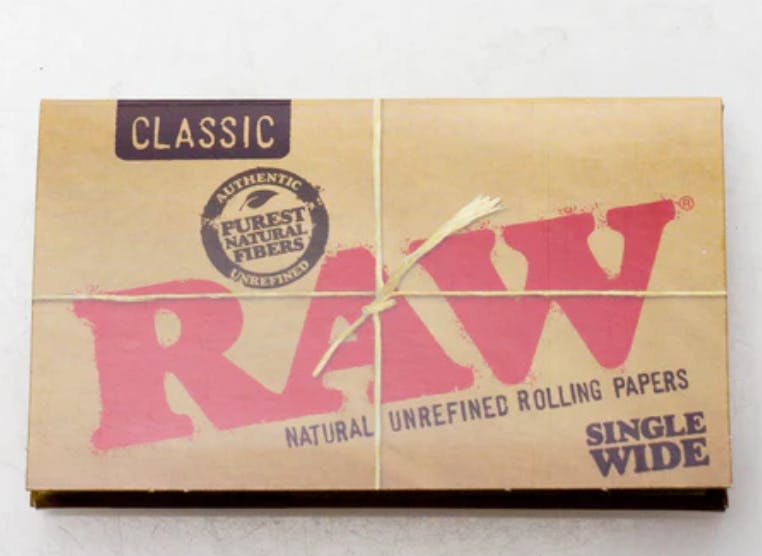 CLASSIC
AUTHENTIC
PUREST
NATURAL
FIBERS
UNREFINED
RAW®
NATURAL UNREFINED ROLLING PAPERS
SINGLE
WIDE